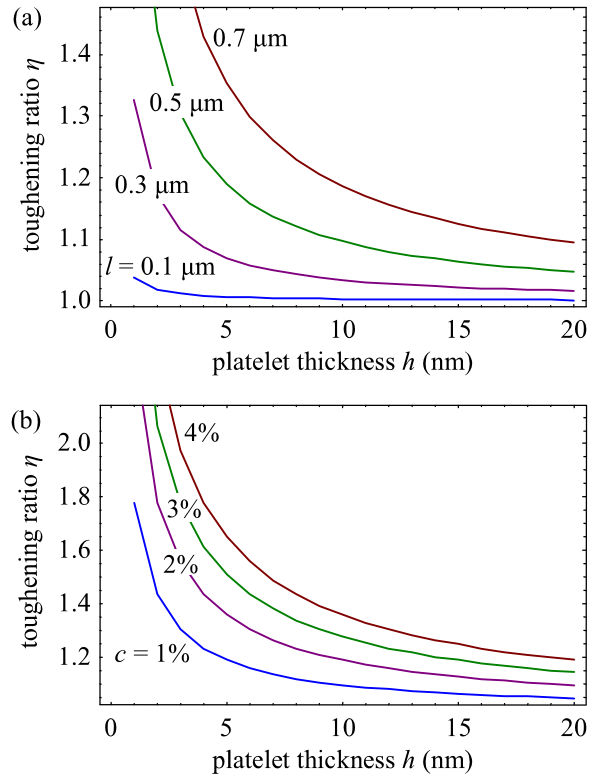 (a)
toughening ratio η
1.4
1.3
1.2
1.1
1.0
0.7 μm
0.5 μm
0.3 μm
l = 0.1 μm
0 5 10 15 20
platelet thickness h (nm)
(b)
toughening ratio η
2.0
1.8
1.6
1.4
1.2
4%
3%
2%
c = 1%
0 5 10 15 20
platelet thickness h (nm)